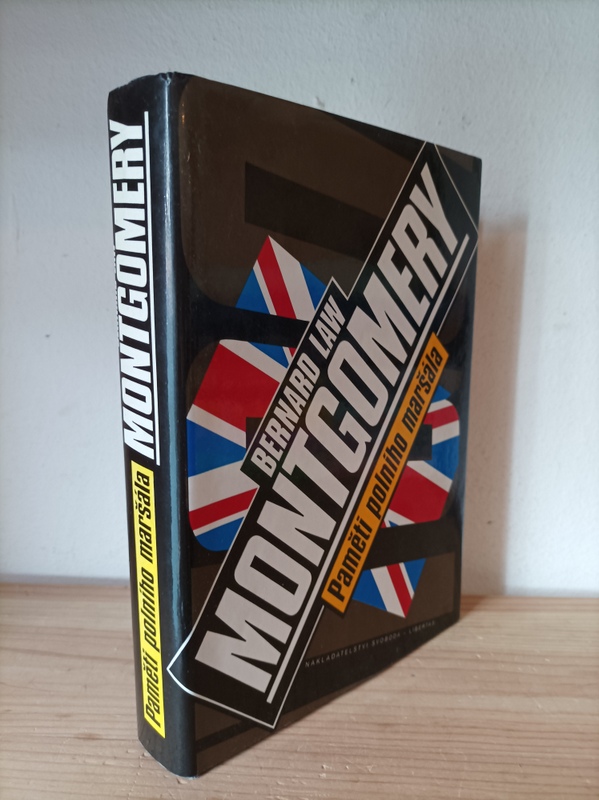 MONTGOMERY
Paměti polního maršála
BERNARD LAW
MONTGOMERY
Paměti polního maršála
NAKLADATELSTVÍ SVOBODA - LIBERTAS